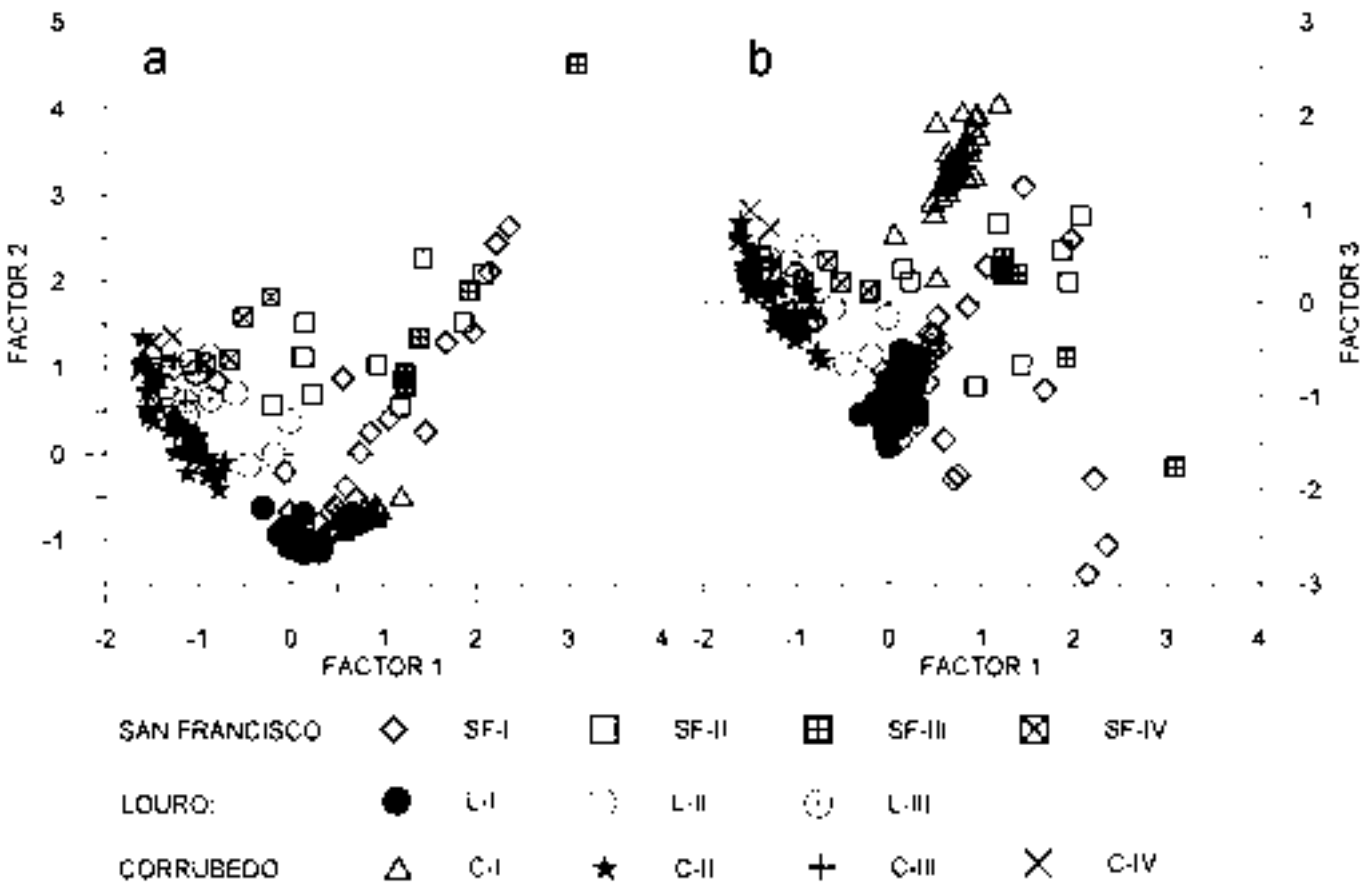 5 3
a b
4 2
3 1
2 0
1 -1
0 -2
-1 -3
FACTOR 2
FACTOR 3
-2 -1 0 1 2 3 4 -2 -1 0 1 2 3 4
FACTOR 1 FACTOR 1
SAN FRANCISCO SF-I SF-II SF-III SF-IV
LOURO: L-I L-II L-III
CORRUBEDO C-I C-II C-III C-IV